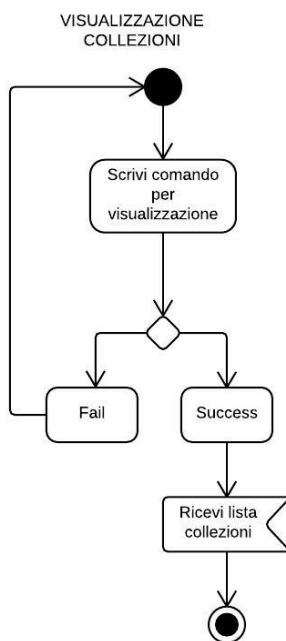 VISUALIZZAZIONE
COLLEZIONI
Scrivi comando
per
visualizzazione
Fail
Success
Ricevi lista
collezioni